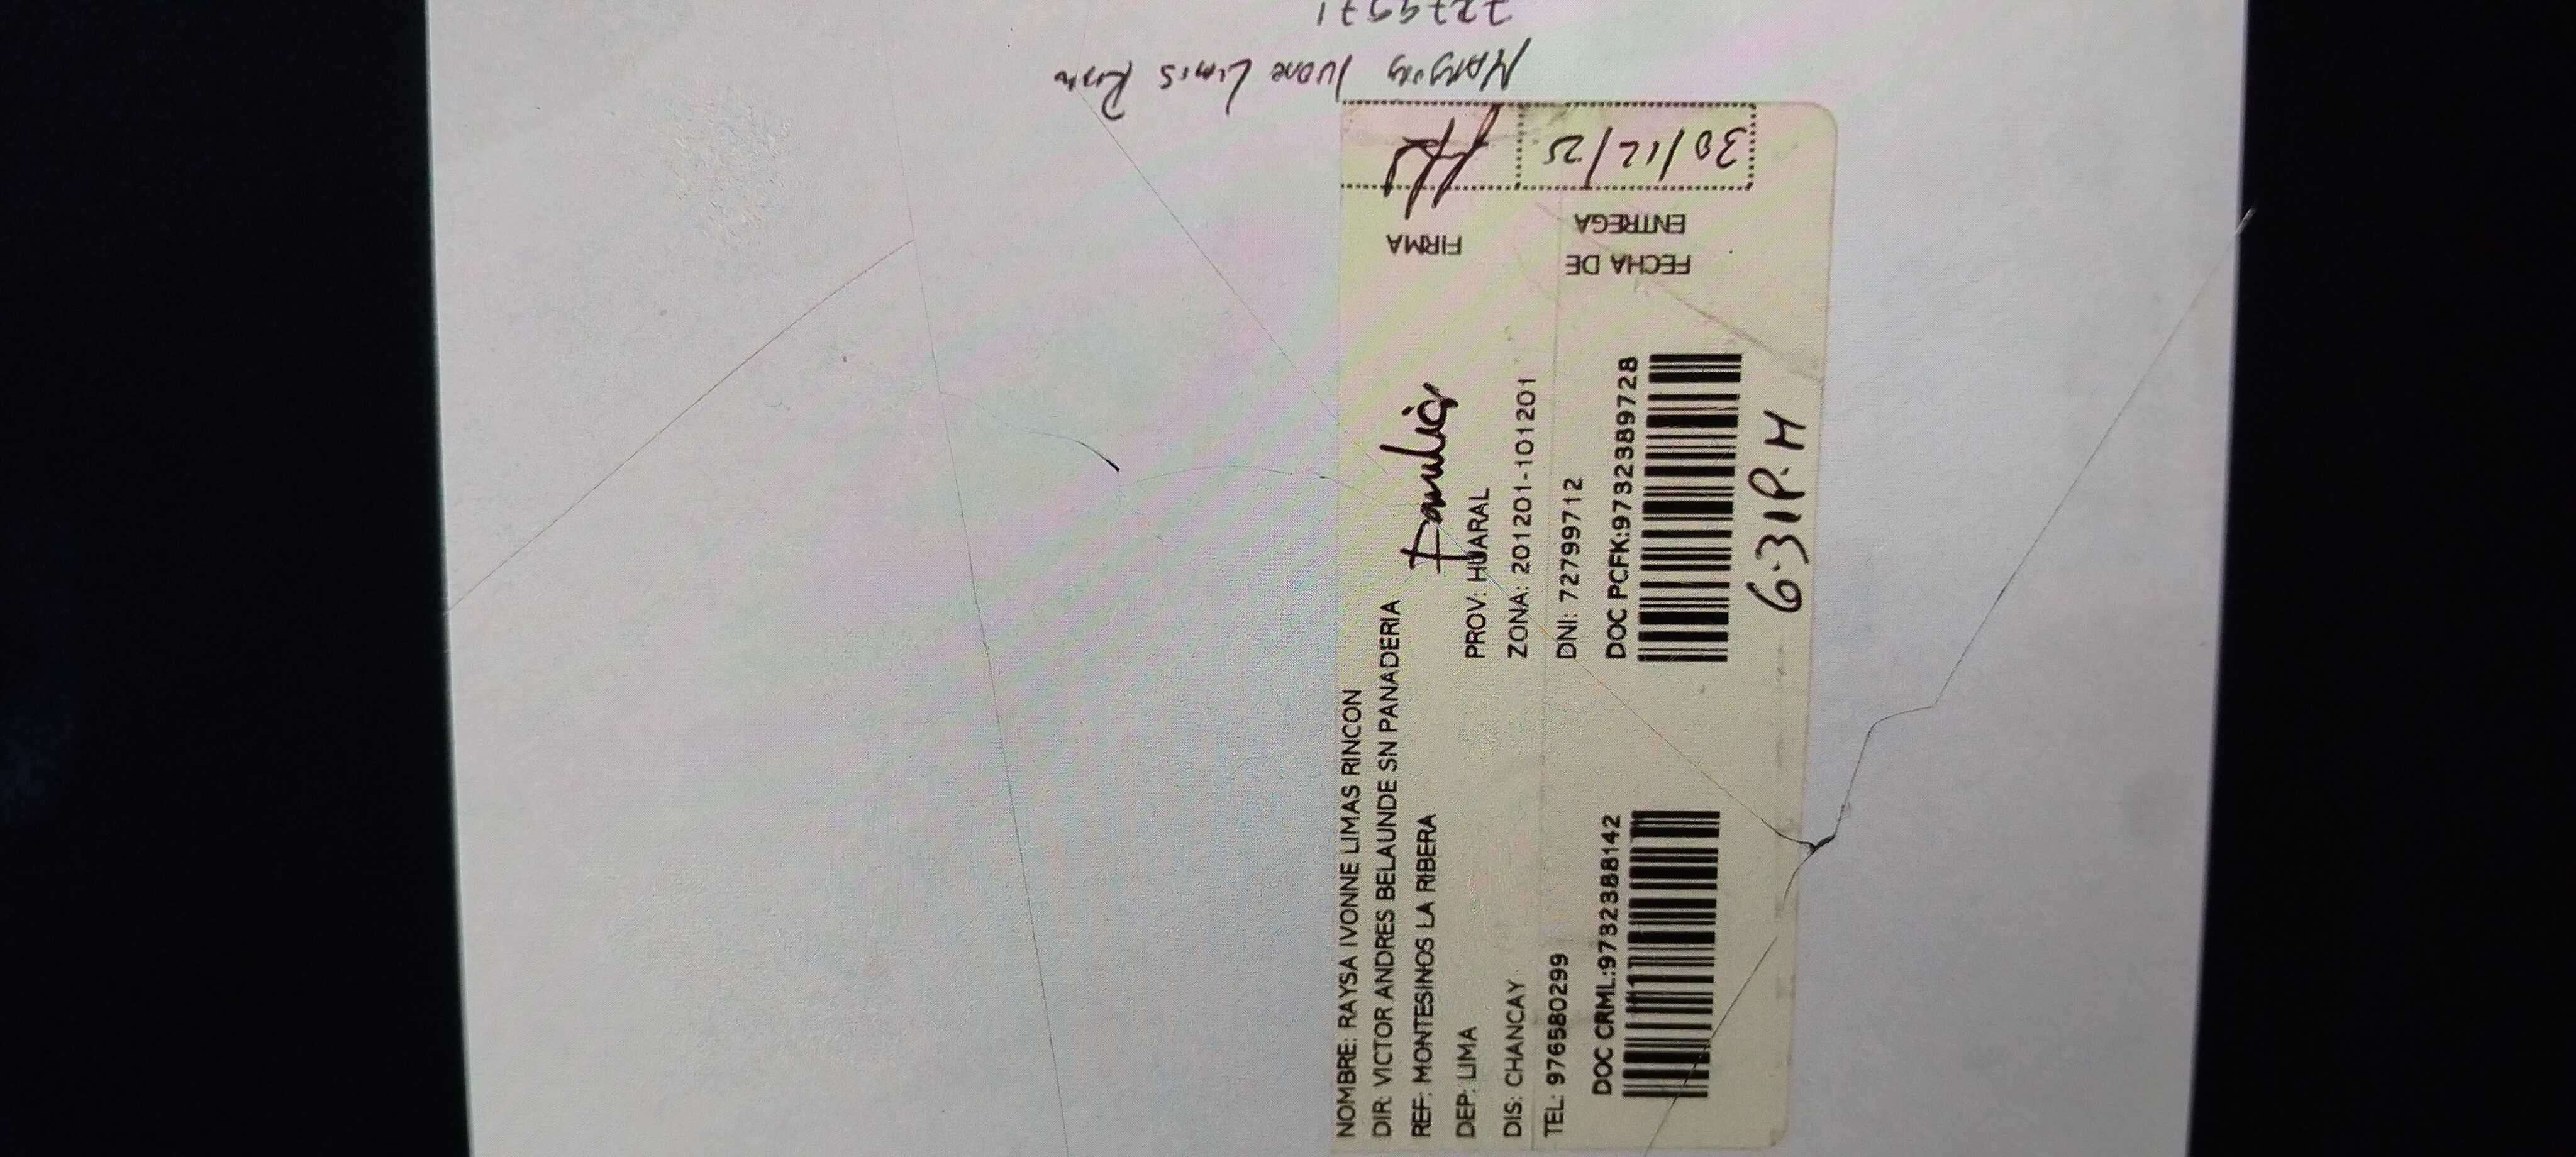 NOMBRE: RAYSA IVONNE LIMAS RINCON
DIR: VICTOR ANDRES BELAUNDE SN PANADERIA
REF: MONTESINOS LA RIBERA
Familia
DEP: LIMA
PROV: HUARAL
DIS: CHANCAY
ZONA: 201201-101201
TEL: 976580299
DNI: 72799712
DOC CRML:9732388142
DOC PCFK:9732389728
6:31P.M
FECHA DE
ENTREGA
FIRMA
30/12/25
Limas